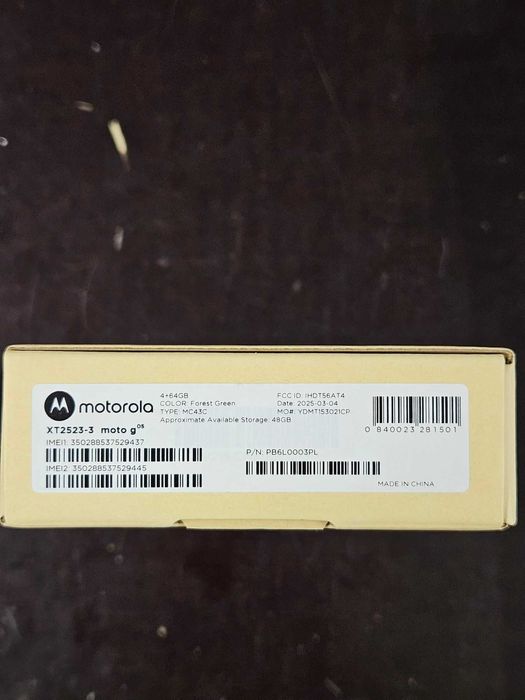 motorola
4+64GB
COLOR: Forest Green
TYPE: MC43C
Approximate Available Storage: 48GB
FCC ID: IHDT56AT4
Date: 2025-03-04
MO#: YDMT153021CP
0 840023 281501
XT2523-3 moto g05
IMEI1: 350288537529437
IMEI2: 350288537529445
P/N: PB6L0003PL
MADE IN CHINA